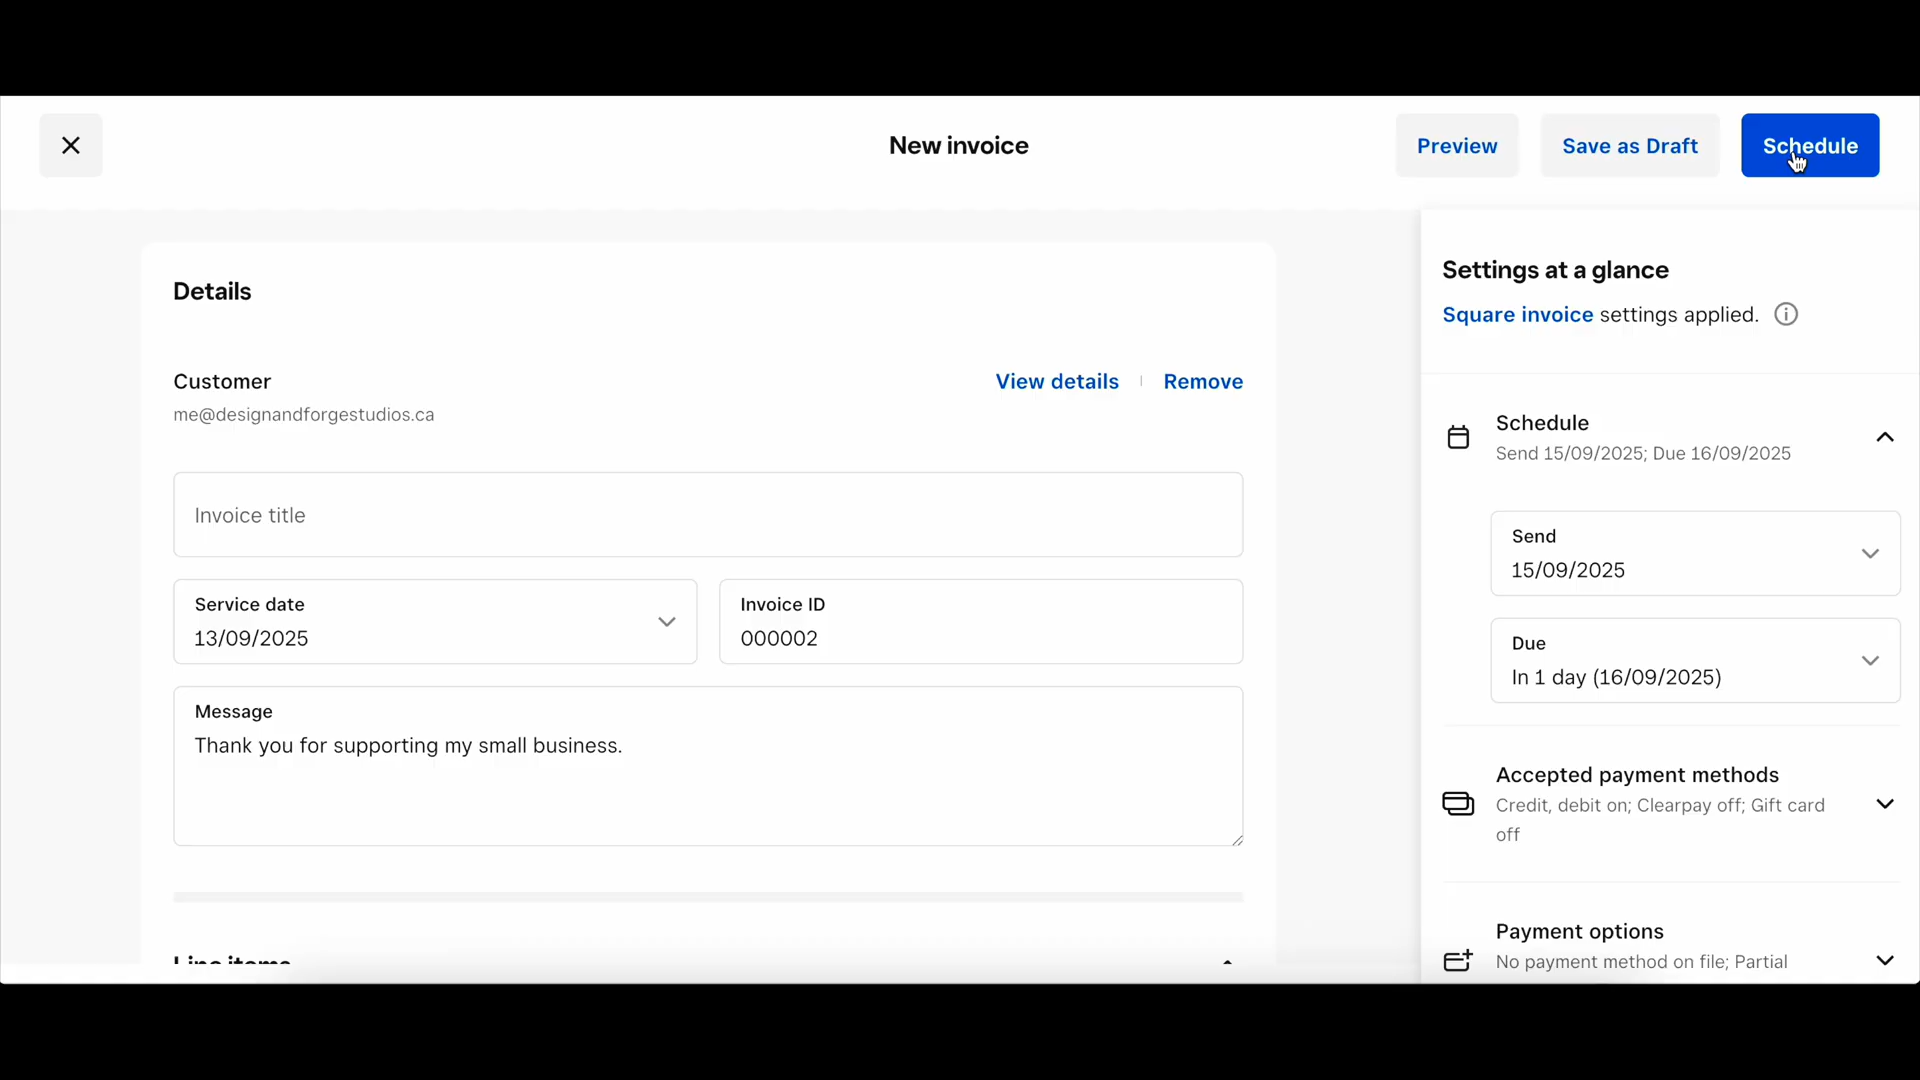 New invoice
Preview
Save as Draft
Schedule
Details
Customer
View details
Remove
me@designandforgestudios.ca
Invoice title
Service date
13/09/2025
Invoice ID
000002
Message
Thank you for supporting my small business.
Line items
Settings at a glance
Square invoice settings applied.
Schedule
Send 15/09/2025; Due 16/09/2025
Send
15/09/2025
Due
In 1 day (16/09/2025)
Accepted payment methods
Credit, debit on; Clearpay off; Gift card
off
Payment options
No payment method on file; Partial